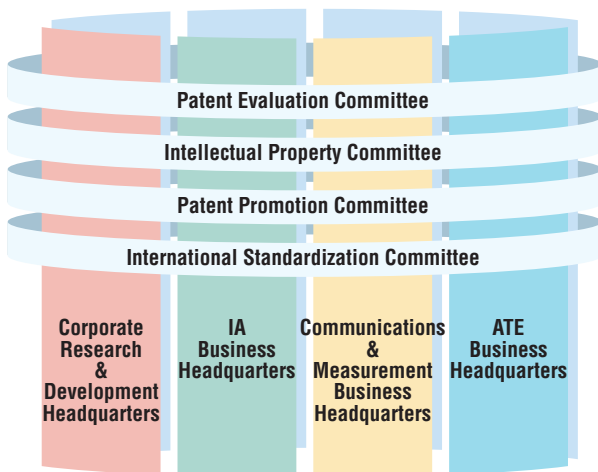 Patent Evaluation Committee
Intellectual Property Committee
Patent Promotion Committee
International Standardization Committee
Corporate
Research
&
Development
Headquarters
IA
Business
Headquarters
Communications
&
Measurement
Business
Headquarters
ATE
Business
Headquarters